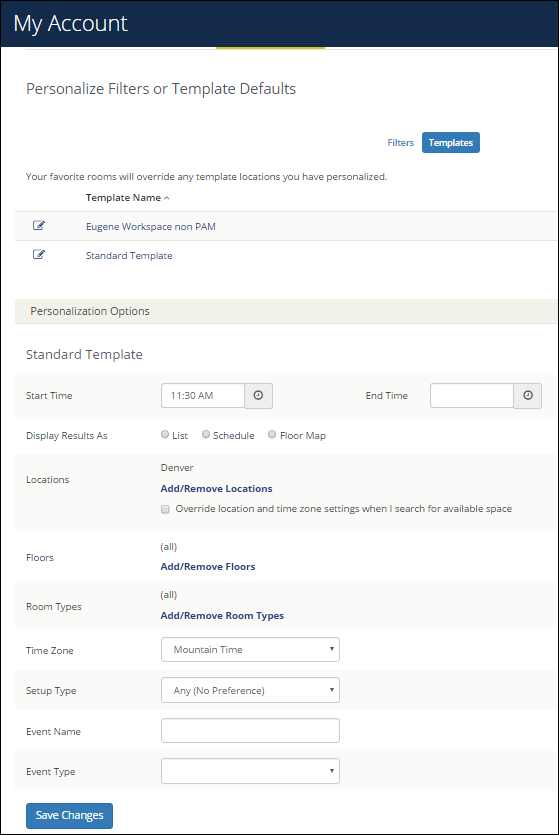 My Account
Personalize Filters or Template Defaults
Filters Templates
Your favorite rooms will override any template locations you have personalized.
Template Name
Eugene Workspace non PAM
Standard Template
Personalization Options
Standard Template
Start Time 11:30 AM End Time
Display Results As List Schedule Floor Map
Locations Denver
Add/Remove Locations
Override location and time zone settings when I search for available space
Floors (all)
Add/Remove Floors
Room Types (all)
Add/Remove Room Types
Time Zone Mountain Time
Setup Type Any (No Preference)
Event Name
Event Type
Save Changes